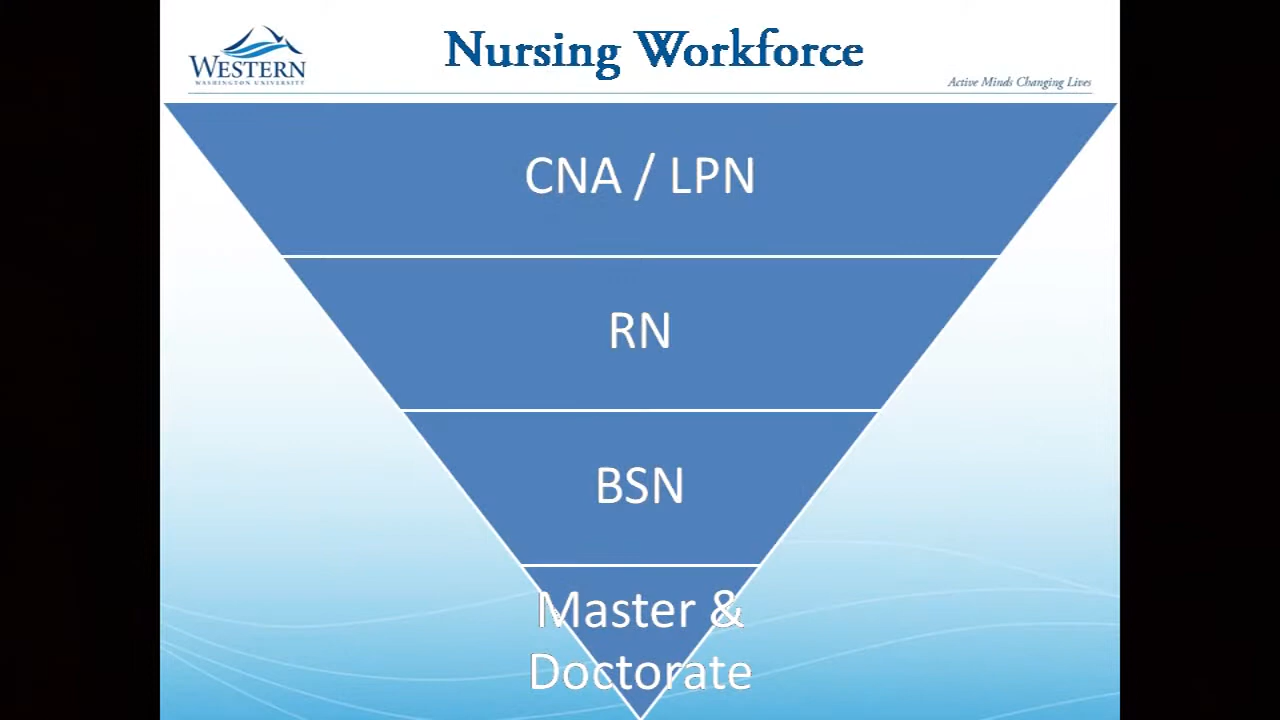 Nursing Workforce
WESTERN
WASHINGTON UNIVERSITY
Active Minds Changing Lives
CNA / LPN
RN
BSN
Master &
Doctorate